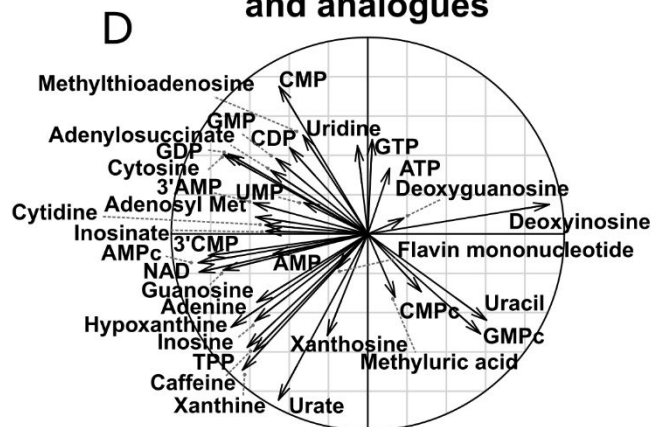 and analogues
D
Methylthioadenosine
CMP
GMP
Uridine
Adenylosuccinate
CDP
GTP
GDP
Cytosine
ATP
3'AMP
UMP
Deoxyguanosine
Adenosyl Met
Cytidine
Deoxyinosine
Inosinate
3'CMP
AMPc
AMP
Flavin mononucleotide
NAD
Guanosine
Adenine
CMPc
Uracil
Hypoxanthine
GMPc
Inosine
Xanthosine
TPP
Methyluric acid
Caffeine
Xanthine
Urate